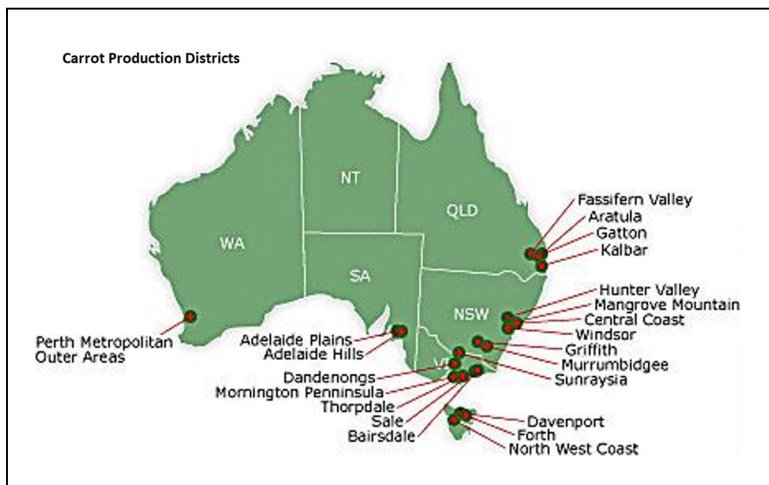 Carrot Production Districts
NT
QLD
WA
SA
NSW
Fassifern Valley
Aratula
Gatton
Kalbar
Hunter Valley
Mangrove Mountain
Central Coast
Windsor
Griffith
Murrumbidgee
Sunraysia
Perth Metropolitan
Outer Areas
Adelaide Plains
Adelaide Hills
Dandenongs
Mornington Penninsula
Thorpdale
Sale
Bairsdale
Davenport
Forth
North West Coast